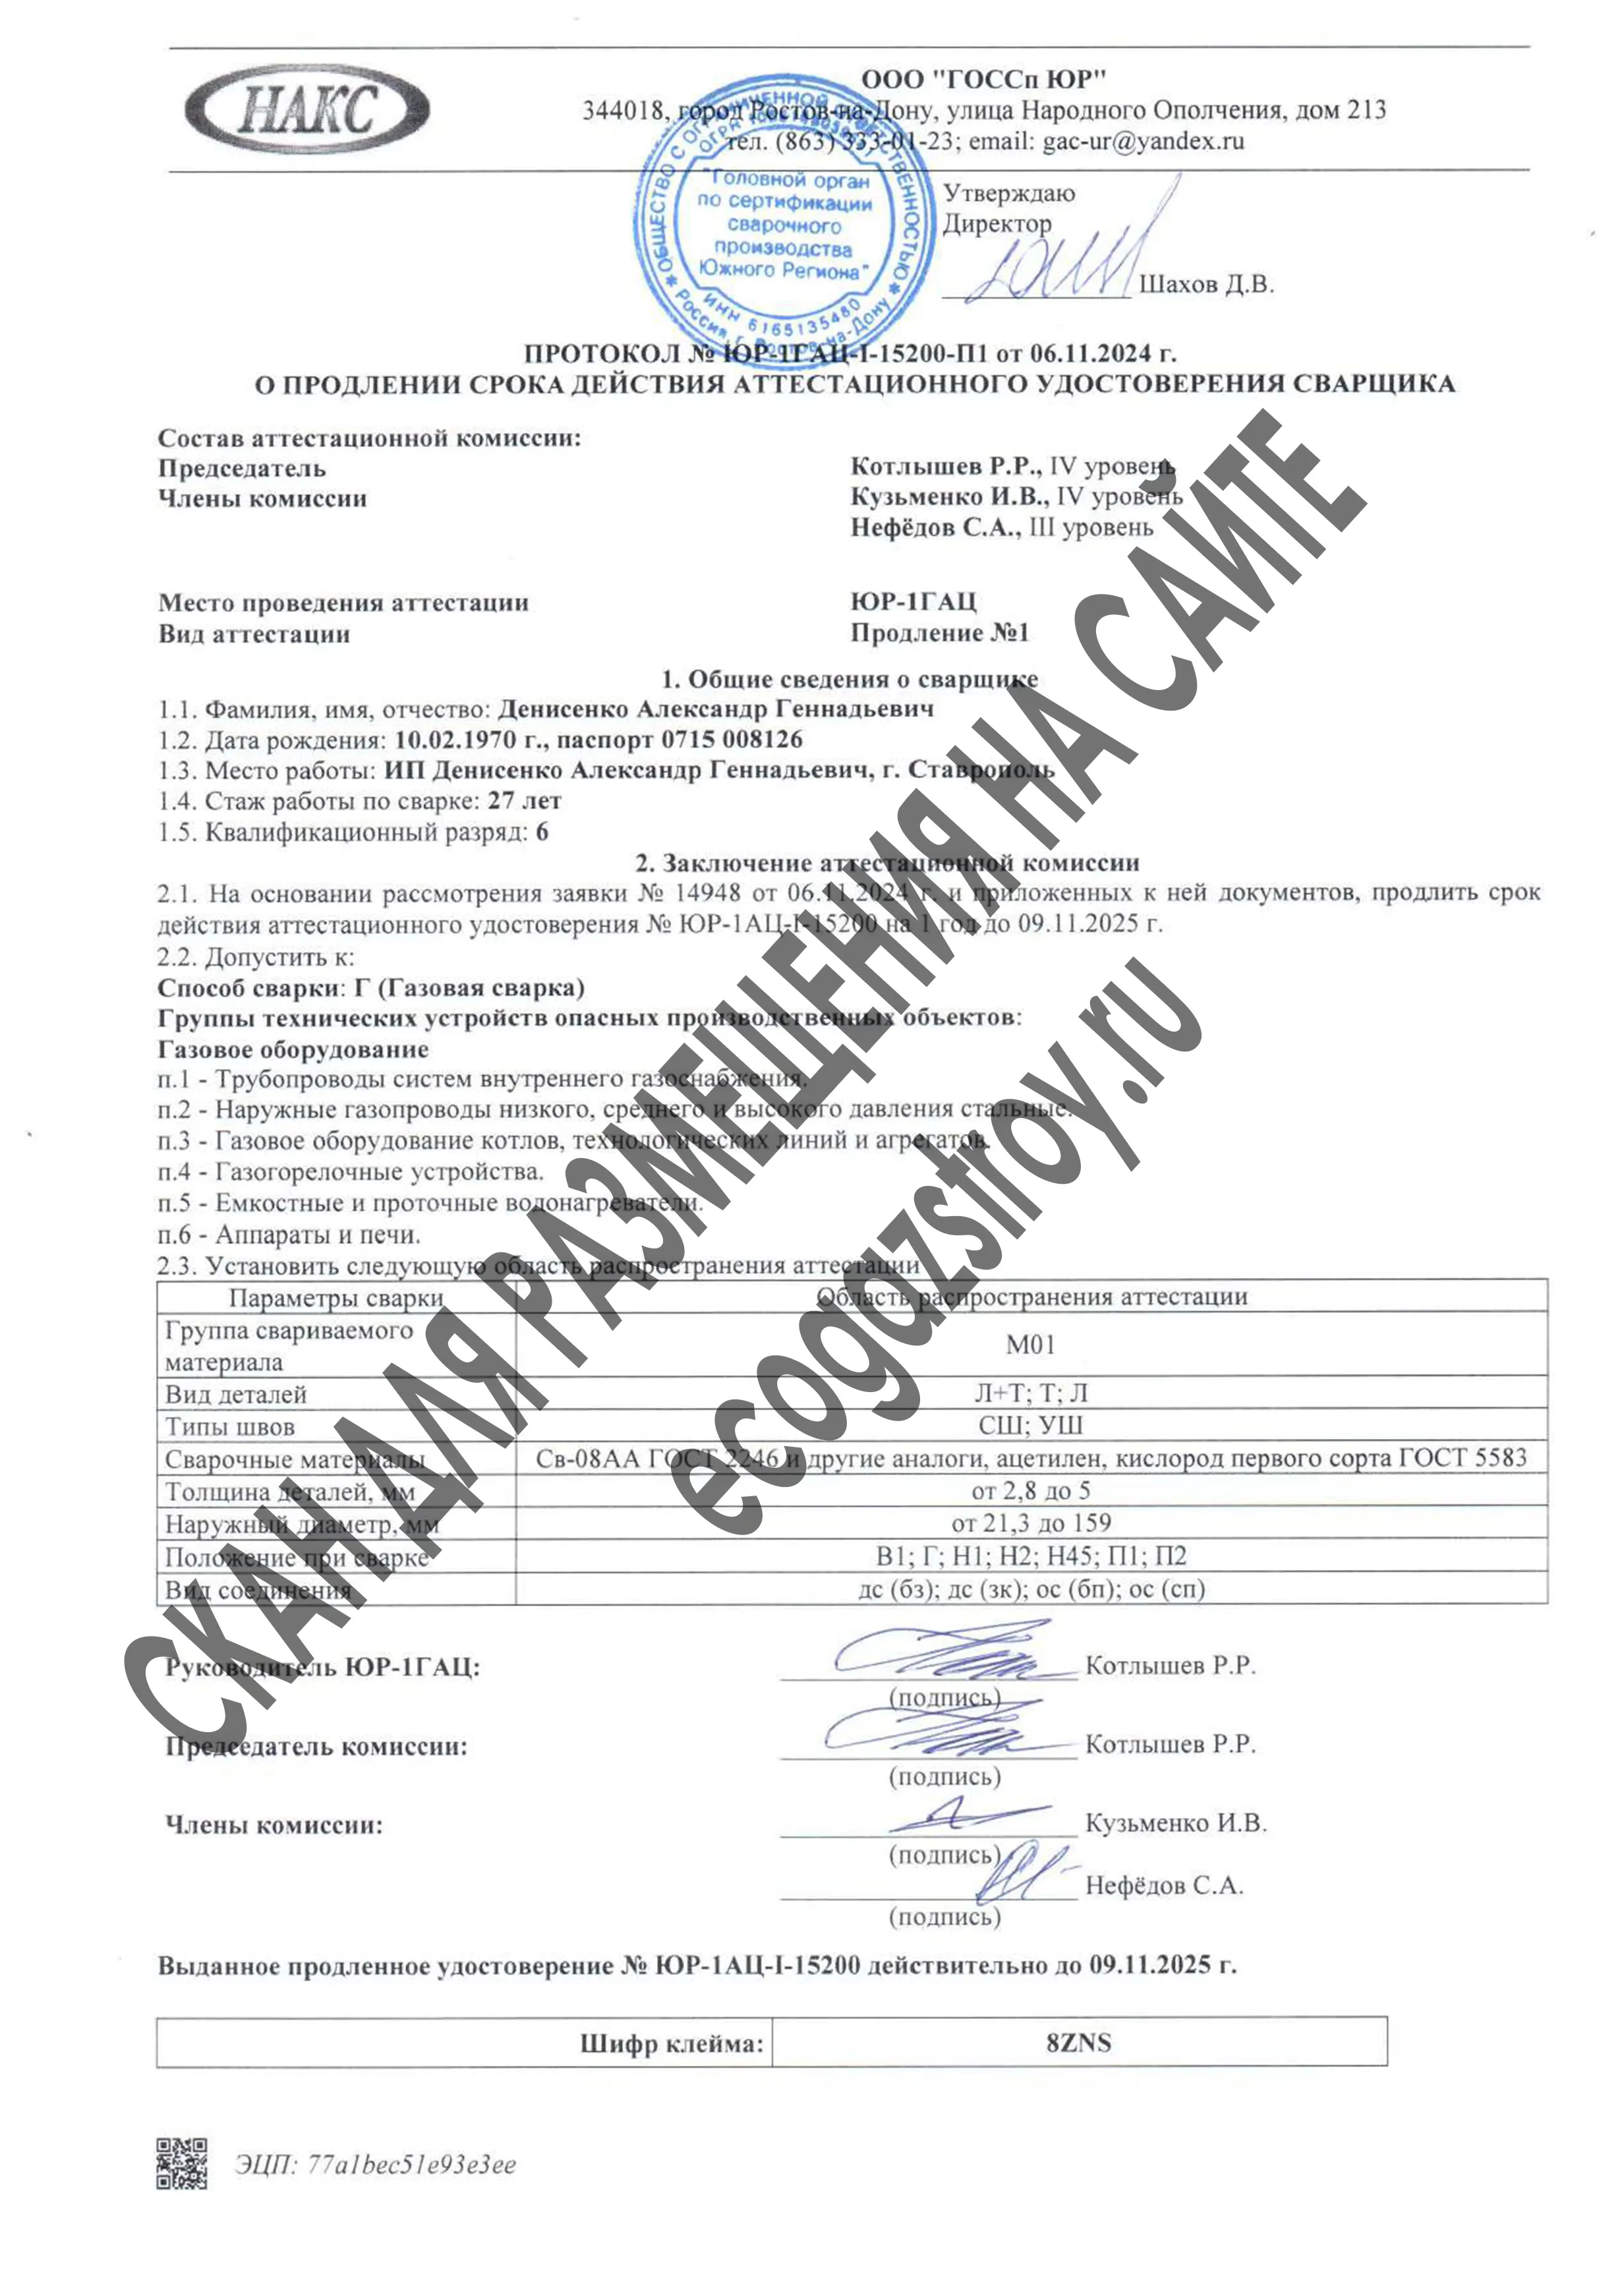 НАКС
ООО "ГОССп ЮР"
344018, город Ростов-на-Дону, улица Народного Ополчения, дом 213
тел. (863) 333-01-23; email: gac-ur@yandex.ru
ОБЩЕСТВО С ОГРАНИЧЕННОЙ ОТВЕТСТВЕННОСТЬЮ
Россия, г. Ростов-на-Дону
ОГРН
"Головной орган
по сертификации
сварочного
производства
Южного Региона"
ИНН 6165135480
Утверждаю
Директор
Шахов Д.В.
ПРОТОКОЛ № ЮР-1ГАЦ-I-15200-П1 от 06.11.2024 г.
О ПРОДЛЕНИИ СРОКА ДЕЙСТВИЯ АТТЕСТАЦИОННОГО УДОСТОВЕРЕНИЯ СВАРЩИКА
Состав аттестационной комиссии:
Председатель Котлышев Р.Р., IV уровень
Члены комиссии Кузьменко И.В., IV уровень
Нефёдов С.А., III уровень
Место проведения аттестации ЮР-1ГАЦ
Вид аттестации Продление №1
1. Общие сведения о сварщике
1.1. Фамилия, имя, отчество: Денисенко Александр Геннадьевич
1.2. Дата рождения: 10.02.1970 г., паспорт 0715 008126
1.3. Место работы: ИП Денисенко Александр Геннадьевич, г. Ставрополь
1.4. Стаж работы по сварке: 27 лет
1.5. Квалификационный разряд: 6
2. Заключение аттестационной комиссии
2.1. На основании рассмотрения заявки № 14948 от 06.11.2024 г. и приложенных к ней документов, продлить срок
действия аттестационного удостоверения № ЮР-1АЦ-I-15200 на 1 год до 09.11.2025 г.
2.2. Допустить к:
Способ сварки: Г (Газовая сварка)
Группы технических устройств опасных производственных объектов:
Газовое оборудование
п.1 - Трубопроводы систем внутреннего газоснабжения.
п.2 - Наружные газопроводы низкого, среднего и высокого давления стальные.
п.3 - Газовое оборудование котлов, технологических линий и агрегатов.
п.4 - Газогорелочные устройства.
п.5 - Емкостные и проточные водонагреватели.
п.6 - Аппараты и печи.
2.3. Установить следующую область распространения аттестации
Параметры сварки Область распространения аттестации
Группа свариваемого
материала М01
Вид деталей Л+Т; Т; Л
Типы швов СШ; УШ
Сварочные материалы Св-08АА ГОСТ 2246 и другие аналоги, ацетилен, кислород первого сорта ГОСТ 5583
Толщина деталей, мм от 2,8 до 5
Наружный диаметр, мм от 21,3 до 159
Положение при сварке В1; Г; Н1; Н2; Н45; П1; П2
Вид соединения дс (бз); дс (зк); ос (бп); ос (сп)
Руководитель ЮР-1ГАЦ: Котлышев Р.Р.
(подпись)
Председатель комиссии: Котлышев Р.Р.
(подпись)
Члены комиссии: Кузьменко И.В.
(подпись)
Нефёдов С.А.
(подпись)
Выданное продленное удостоверение № ЮР-1АЦ-I-15200 действительно до 09.11.2025 г.
Шифр клейма: 8ZNS
ЭЦП: 77a1bec51e93e3ee
СКАН ДЛЯ РАЗМЕЩЕНИЯ НА САЙТЕ
ecogazstroy.ru